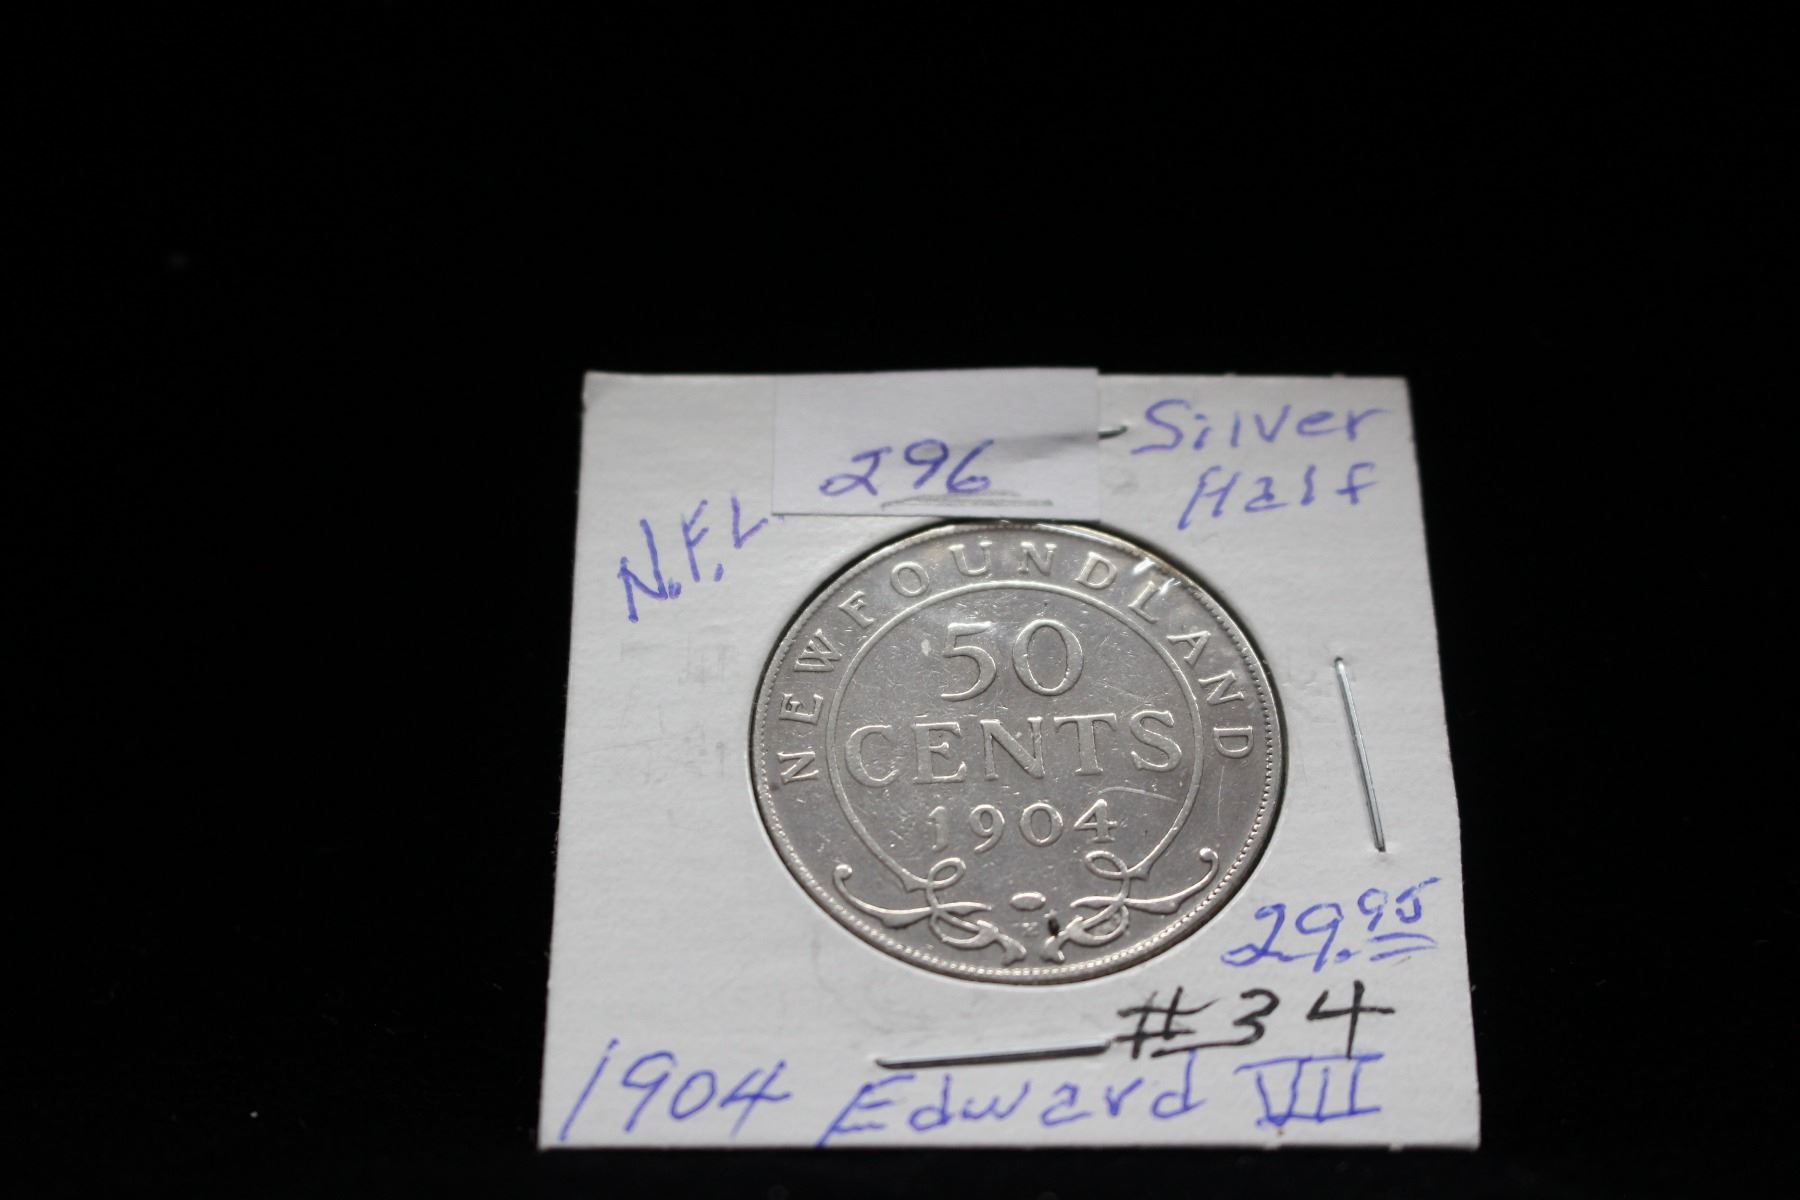 296
Silver
Half
N.F.L.
NEWFOUNDLAND
50
CENTS
1904
29.95
#34
1904 Edward VII